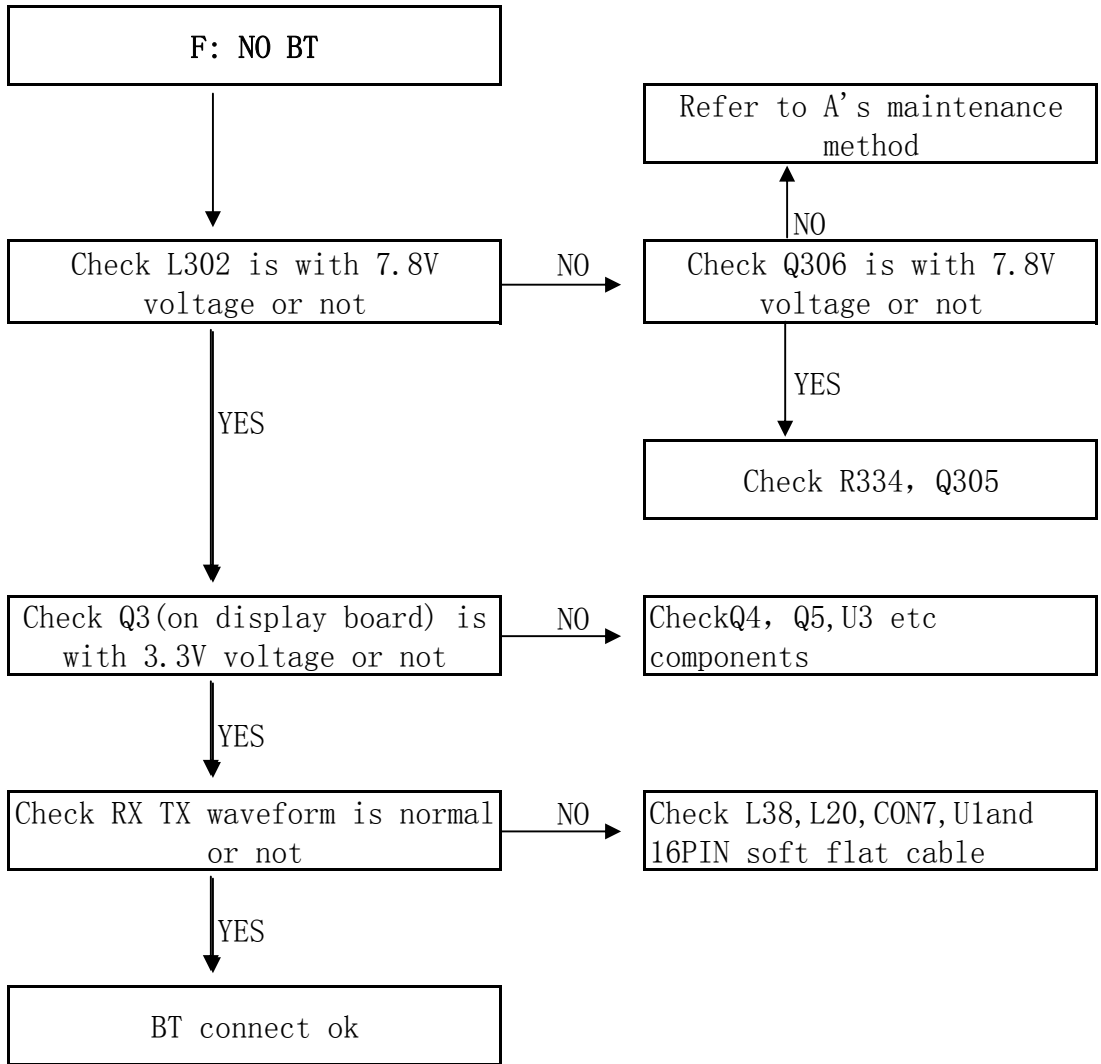 F: NO BT
Refer to A's maintenance
method
NO
Check L302 is with 7.8V
voltage or not
NO
Check Q306 is with 7.8V
voltage or not
YES
YES
Check R334, Q305
Check Q3(on display board) is
with 3.3V voltage or not
NO
CheckQ4, Q5,U3 etc
components
YES
Check RX TX waveform is normal
or not
NO
Check L38,L20,CON7,U1and
16PIN soft flat cable
YES
BT connect ok